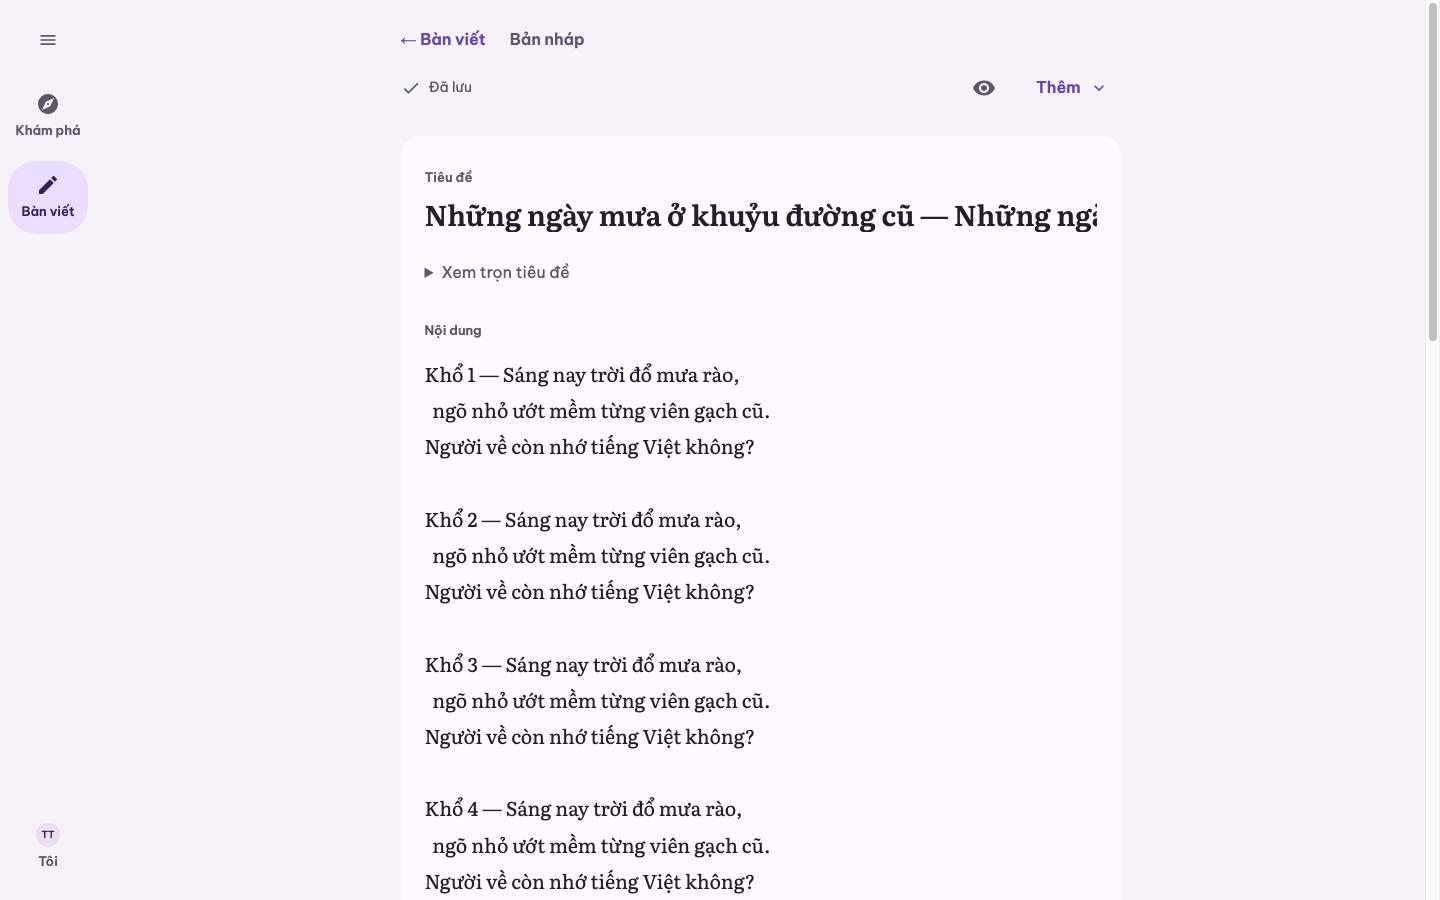 ← Bàn viết
Bản nháp
Đã lưu
Thêm
Khám phá
Bàn viết
Tiêu đề
Những ngày mưa ở khuỷu đường cũ — Những ngà
Xem trọn tiêu đề
Nội dung
Khổ 1 — Sáng nay trời đổ mưa rào,
ngõ nhỏ ướt mềm từng viên gạch cũ.
Người về còn nhớ tiếng Việt không?
Khổ 2 — Sáng nay trời đổ mưa rào,
ngõ nhỏ ướt mềm từng viên gạch cũ.
Người về còn nhớ tiếng Việt không?
Khổ 3 — Sáng nay trời đổ mưa rào,
ngõ nhỏ ướt mềm từng viên gạch cũ.
Người về còn nhớ tiếng Việt không?
Khổ 4 — Sáng nay trời đổ mưa rào,
ngõ nhỏ ướt mềm từng viên gạch cũ.
Người về còn nhớ tiếng Việt không?
TT
Tôi